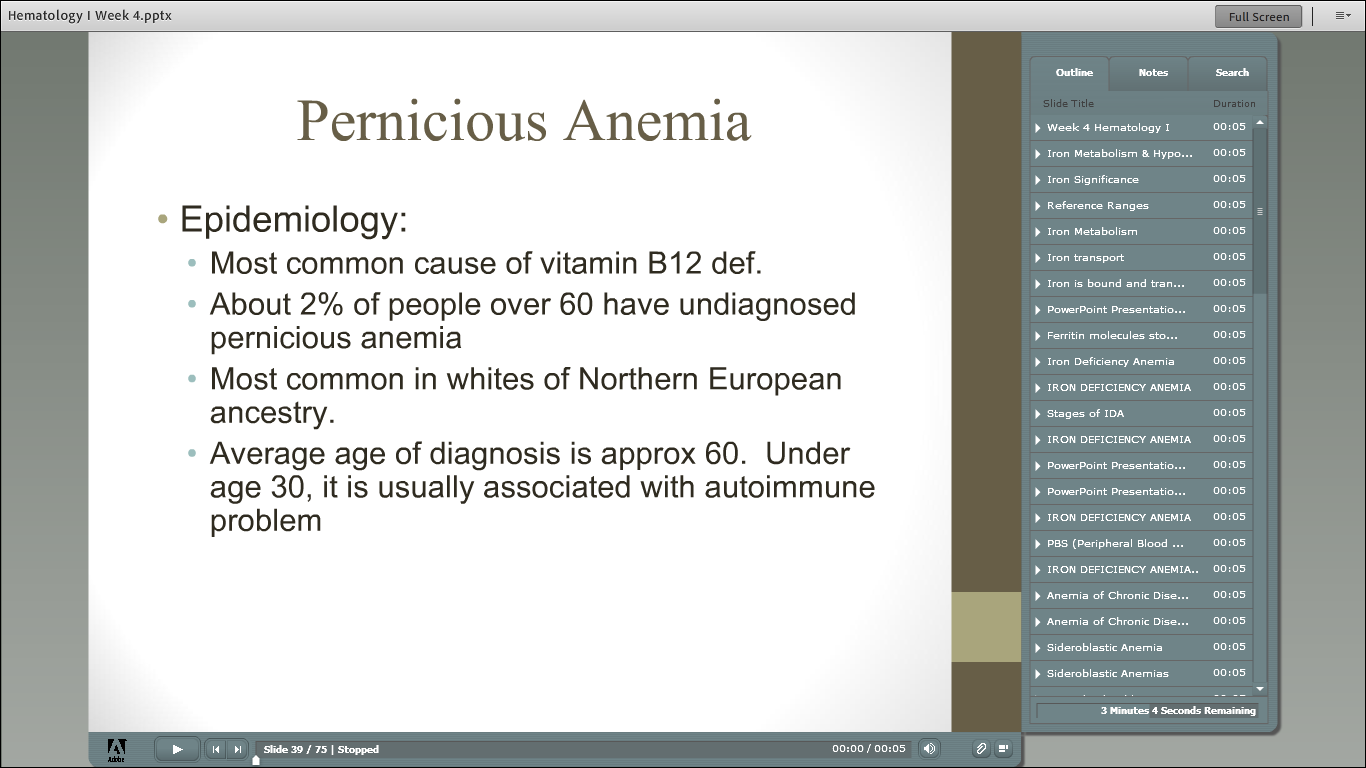 Hematology I Week 4.pptx
Full Screen
Pernicious Anemia
• Epidemiology:
• Most common cause of vitamin B12 def.
• About 2% of people over 60 have undiagnosed
pernicious anemia
• Most common in whites of Northern European
ancestry.
• Average age of diagnosis is approx 60.  Under
age 30, it is usually associated with autoimmune
problem
Outline Notes Search
Slide Title Duration
Week 4 Hematology I 00:05
Iron Metabolism & Hypo... 00:05
Iron Significance 00:05
Reference Ranges 00:05
Iron Metabolism 00:05
Iron transport 00:05
Iron is bound and tran... 00:05
PowerPoint Presentatio... 00:05
Ferritin molecules sto... 00:05
Iron Deficiency Anemia 00:05
IRON DEFICIENCY ANEMIA 00:05
Stages of IDA 00:05
IRON DEFICIENCY ANEMIA 00:05
PowerPoint Presentatio... 00:05
PowerPoint Presentatio... 00:05
IRON DEFICIENCY ANEMIA 00:05
PBS (Peripheral Blood ... 00:05
IRON DEFICIENCY ANEMIA.. 00:05
Anemia of Chronic Dise... 00:05
Anemia of Chronic Dise... 00:05
Sideroblastic Anemia 00:05
Sideroblastic Anemias 00:05
3 Minutes 4 Seconds Remaining
Adobe
Slide 39 / 75 | Stopped
00:00 / 00:05